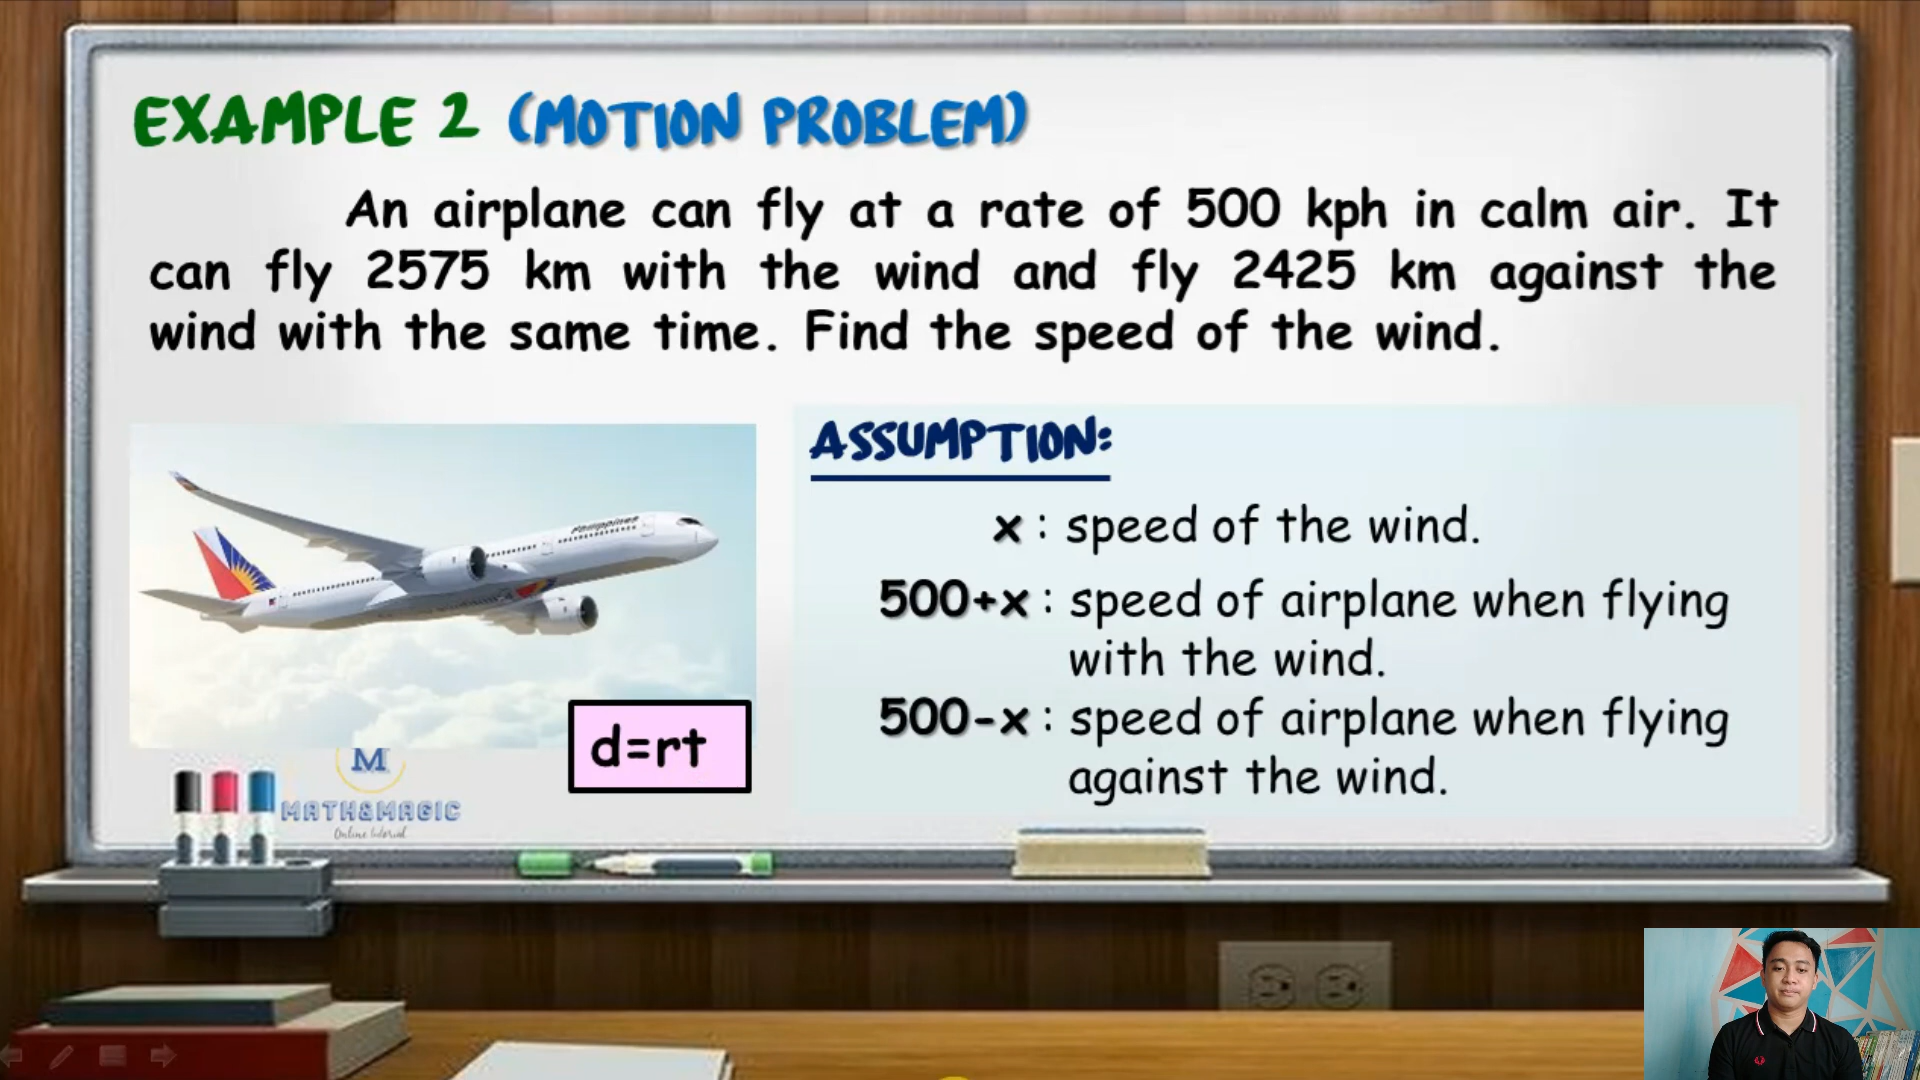 EXAMPLE 2 (MOTION PROBLEM)
An airplane can fly at a rate of 500 kph in calm air. It
can fly 2575 km with the wind and fly 2425 km against the
wind with the same time. Find the speed of the wind.
Philippines
d=rt
M
MATH&MAGIC
Online tutorial
ASSUMPTION:
x : speed of the wind.
500+x : speed of airplane when flying
with the wind.
500-x : speed of airplane when flying
against the wind.